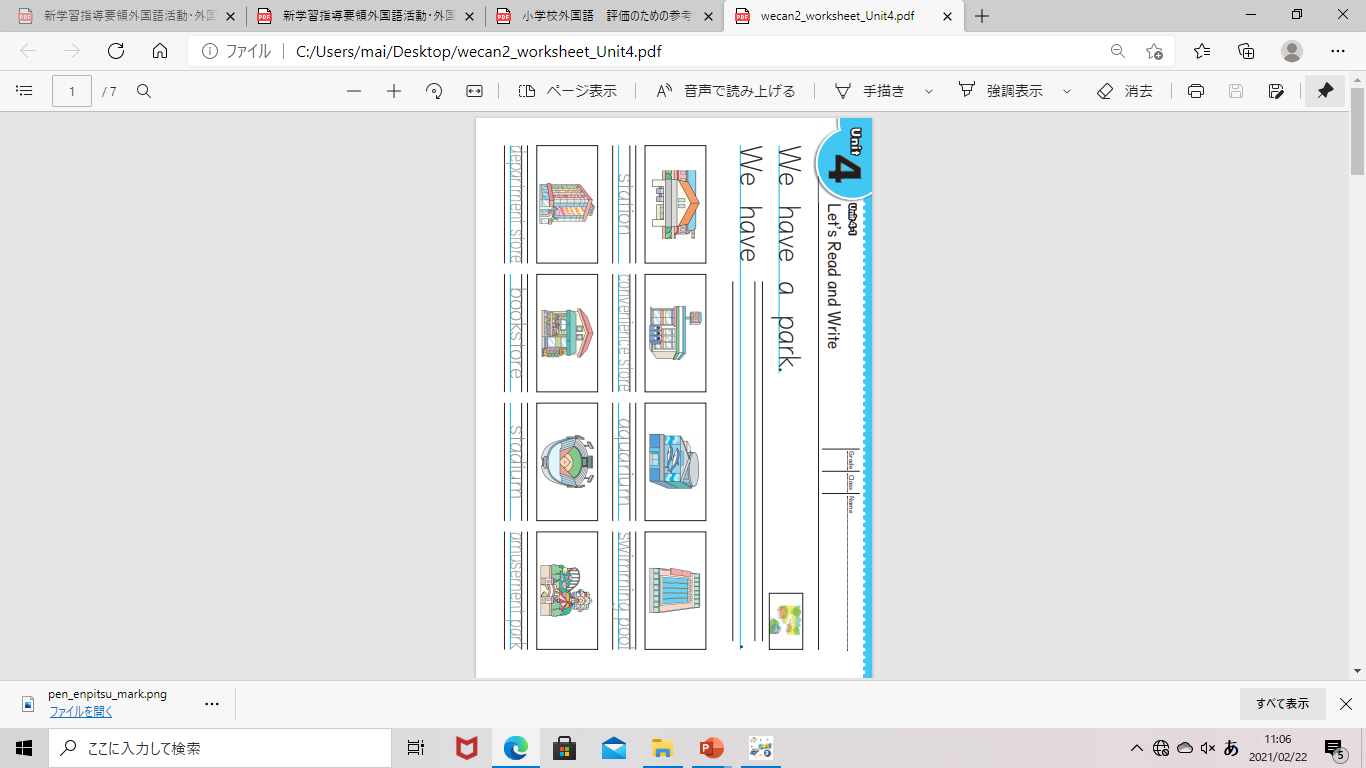 新学習指導要領外国語活動・外国
新学習指導要領外国語活動・外国
小学校外国語 評価のための参考
wecan2_worksheet_Unit4.pdf
ファイル C:/Users/mai/Desktop/wecan2_worksheet_Unit4.pdf
1 / 7
ページ表示
音声で読み上げる
手描き
強調表示
消去
Unit 4
Let's Read and Write
Grade Class Name
We have a park.
We have
station
convenience store
aquarium
swimming pool
department store
bookstore
stadium
amusement park
pen_enpitsu_mark.png
ファイルを開く
すべて表示
ここに入力して検索
あ
11:06
2021/02/22
5